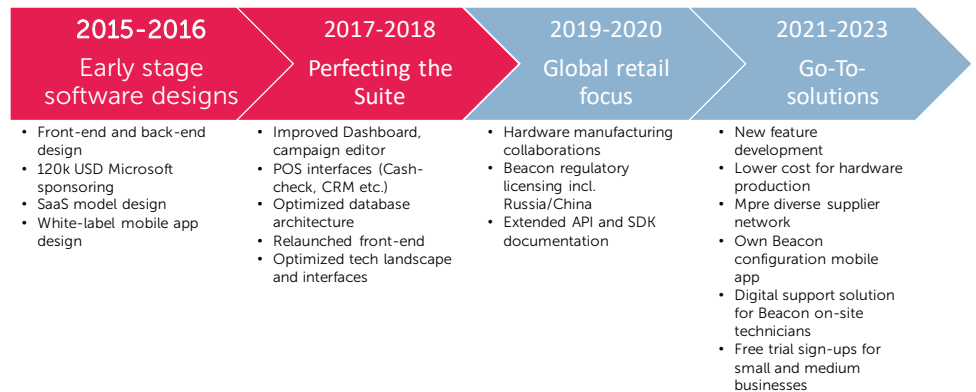 2015-2016
Early stage
software designs
• Front-end and back-end
design
• 120k USD Microsoft
sponsoring
• SaaS model design
• White-label mobile app
design
2017-2018
Perfecting the
Suite
• Improved Dashboard,
campaign editor
• POS interfaces (Cash-
check, CRM etc.)
• Optimized database
architecture
• Relaunched front-end
• Optimized tech landscape
and interfaces
2019-2020
Global retail
focus
• Hardware manufacturing
collaborations
• Beacon regulatory
licensing incl.
Russia/China
• Extended API and SDK
documentation
2021-2023
Go-To-
solutions
• New feature
development
• Lower cost for hardware
production
• Mpre diverse supplier
network
• Own Beacon
configuration mobile
app
• Digital support solution
for Beacon on-site
technicians
• Free trial sign-ups for
small and medium
businesses